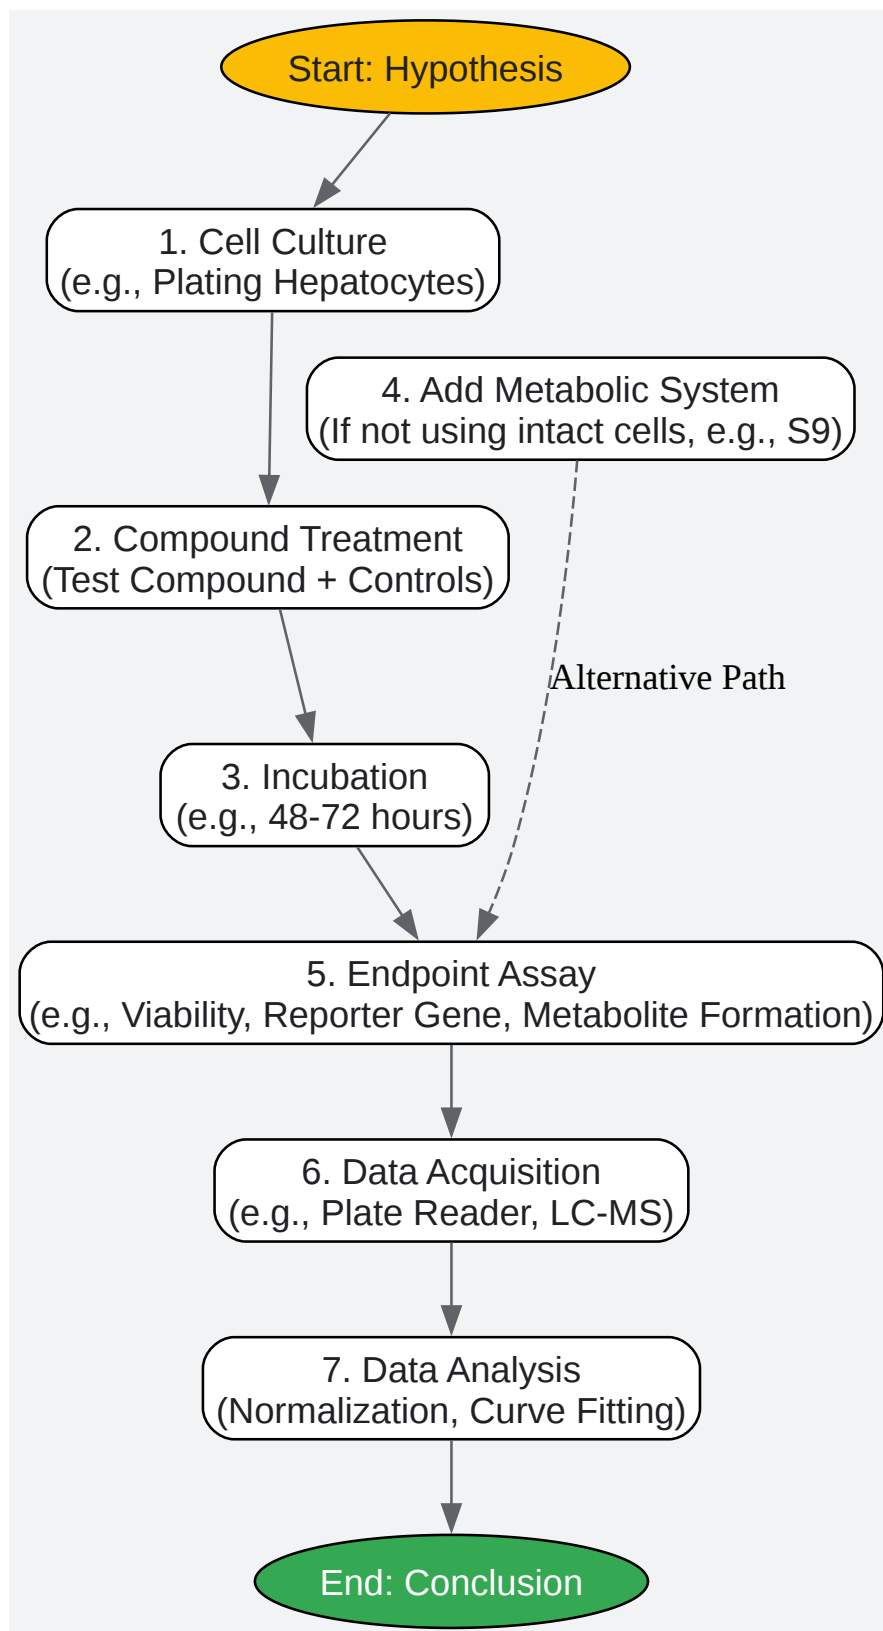 Start: Hypothesis
1. Cell Culture
(e.g., Plating Hepatocytes)
4. Add Metabolic System
(If not using intact cells, e.g., S9)
2. Compound Treatment
(Test Compound + Controls)
Alternative Path
3. Incubation
(e.g., 48-72 hours)
5. Endpoint Assay
(e.g., Viability, Reporter Gene, Metabolite Formation)
6. Data Acquisition
(e.g., Plate Reader, LC-MS)
7. Data Analysis
(Normalization, Curve Fitting)
End: Conclusion